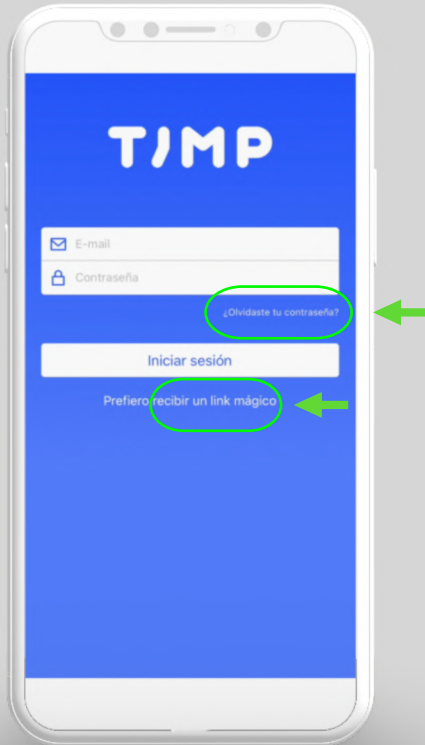 TIMP
E-mail
Contraseña
¿Olvidaste tu contraseña?
Iniciar sesión
Prefiero recibir un link mágico